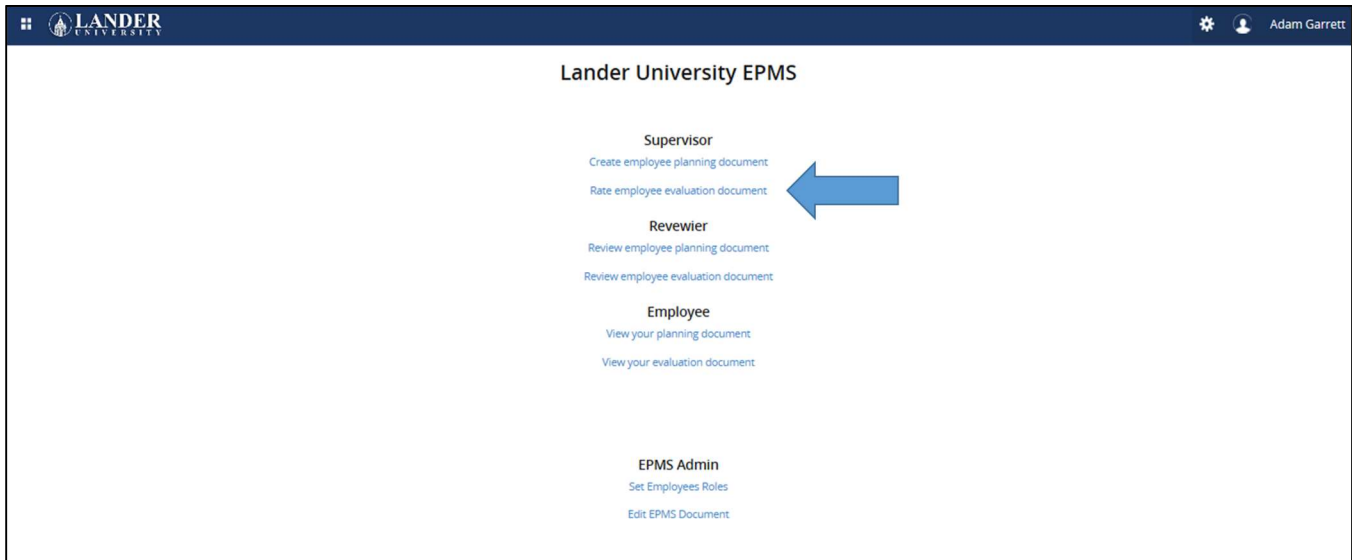 LANDER
UNIVERSITY
Adam Garrett
Lander University EPMS
Supervisor
Create employee planning document
Rate employee evaluation document
Revewier
Review employee planning document
Review employee evaluation document
Employee
View your planning document
View your evaluation document
EPMS Admin
Set Employees Roles
Edit EPMS Document